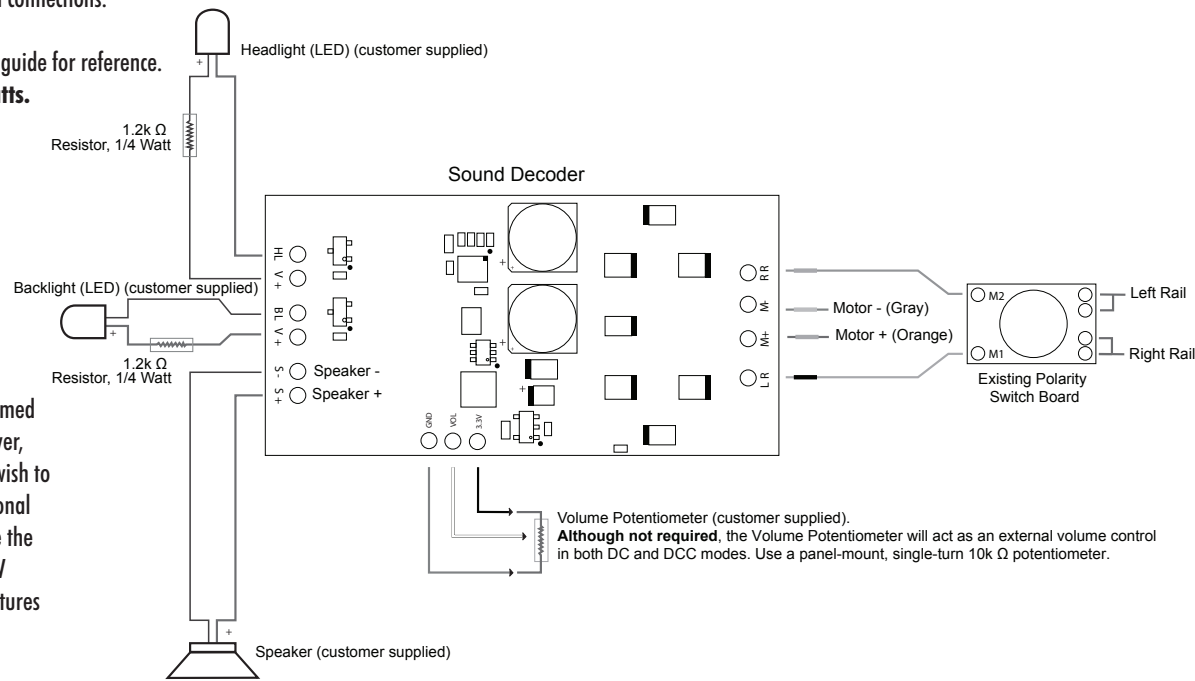 connections.
Headlight (LED) (customer supplied)
+
guide for reference.
tts.
1.2k Ω
Resistor, 1/4 Watt
Sound Decoder
HL
V +
Backlight (LED) (customer supplied)
BL
V +
+
1.2k Ω
Resistor, 1/4 Watt
S -
Speaker -
S +
Speaker +
+
+
+
GND
VOL
3.3V
R R
M-
Motor - (Gray)
M+
Motor + (Orange)
L R
M2
M1
Left Rail
Right Rail
Existing Polarity
Switch Board
med
ver,
wish to
onal
e the
tures
Volume Potentiometer (customer supplied).
Although not required, the Volume Potentiometer will act as an external volume control
in both DC and DCC modes. Use a panel-mount, single-turn 10k Ω potentiometer.
+
Speaker (customer supplied)